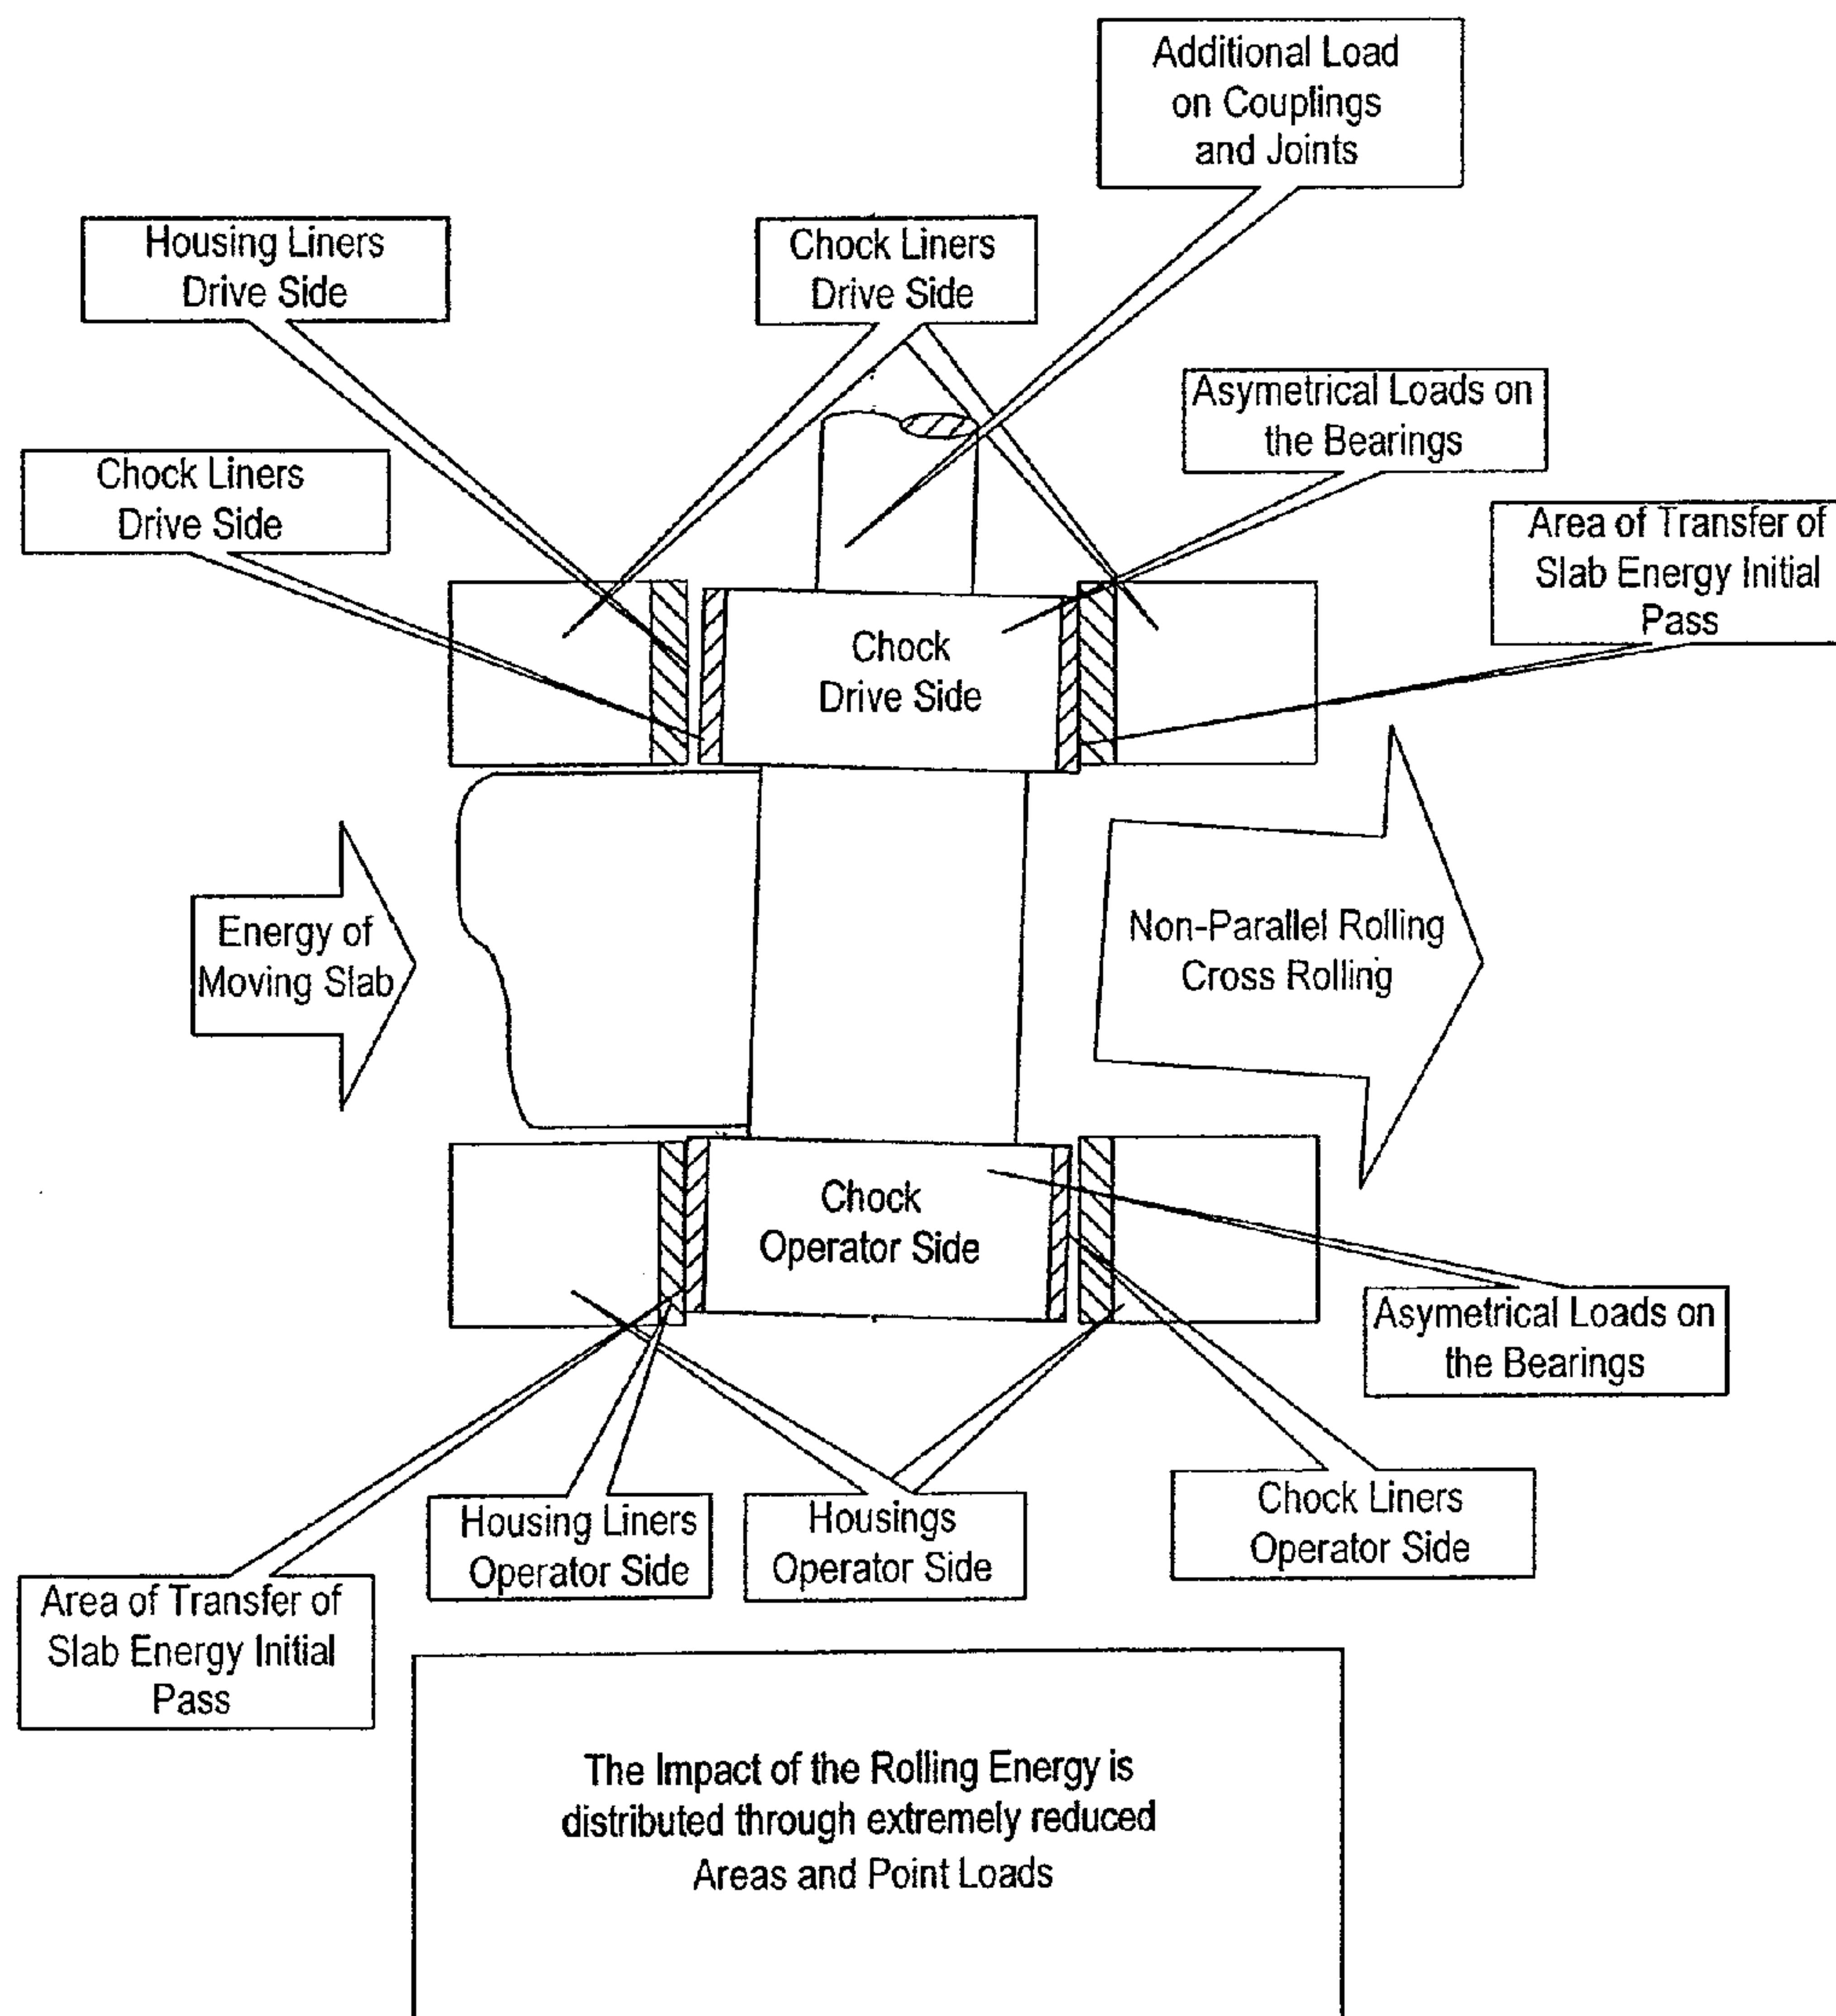 Additional Load
on Couplings
and Joints
Housing Liners
Drive Side
Chock Liners
Drive Side
Asymetrical Loads on
the Bearings
Chock Liners
Drive Side
Area of Transfer of
Slab Energy Initial
Pass
Chock
Drive Side
Energy of
Moving Slab
Non-Parallel Rolling
Cross Rolling
Chock
Operator Side
Asymetrical Loads on
the Bearings
Housing Liners
Operator Side
Housings
Operator Side
Chock Liners
Operator Side
Area of Transfer of
Slab Energy Initial
Pass
The Impact of the Rolling Energy is
distributed through extremely reduced
Areas and Point Loads